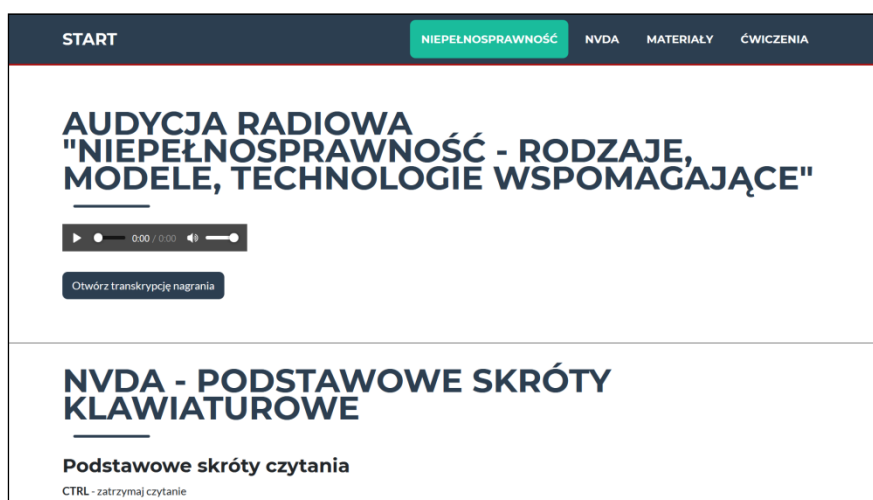 START
NIEPEŁNOSPRAWNOŚĆ NVDA MATERIAŁY ĆWICZENIA
AUDYCJA RADIOWA
"NIEPEŁNOSPRAWNOŚĆ - RODZAJE,
MODELE, TECHNOLOGIE WSPOMAGAJĄCE"
0:00 / 0:00
Otwórz transkrypcję nagrania
NVDA - PODSTAWOWE SKRÓTY
KLAWIATUROWE
Podstawowe skróty czytania
CTRL - zatrzymaj czytanie